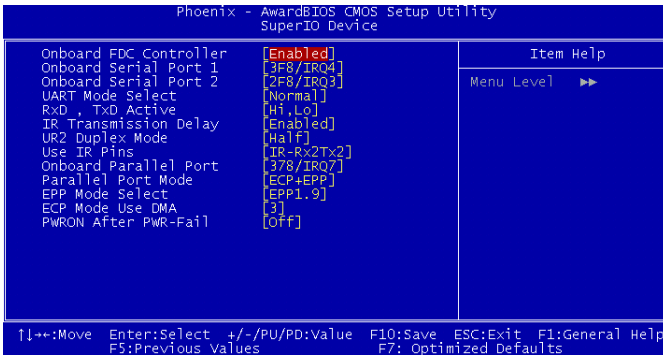 Phoenix - AwardBIOS CMOS Setup Utility
SuperIO Device
Onboard FDC Controller [Enabled]
Onboard Serial Port 1 [3F8/IRQ4]
Onboard Serial Port 2 [2F8/IRQ3]
UART Mode Select [Normal]
RxD , TxD Active [Hi,Lo]
IR Transmission Delay [Enabled]
UR2 Duplex Mode [Half]
Use IR Pins [IR-Rx2Tx2]
Onboard Parallel Port [378/IRQ7]
Parallel Port Mode [ECP+EPP]
EPP Mode Select [EPP1.9]
ECP Mode Use DMA [3]
PWRON After PWR-Fail [Off]
Item Help
Menu Level ▶▶
↑↓→←:Move Enter:Select +/-/PU/PD:Value F10:Save ESC:Exit F1:General Help
F5:Previous Values F7: Optimized Defaults